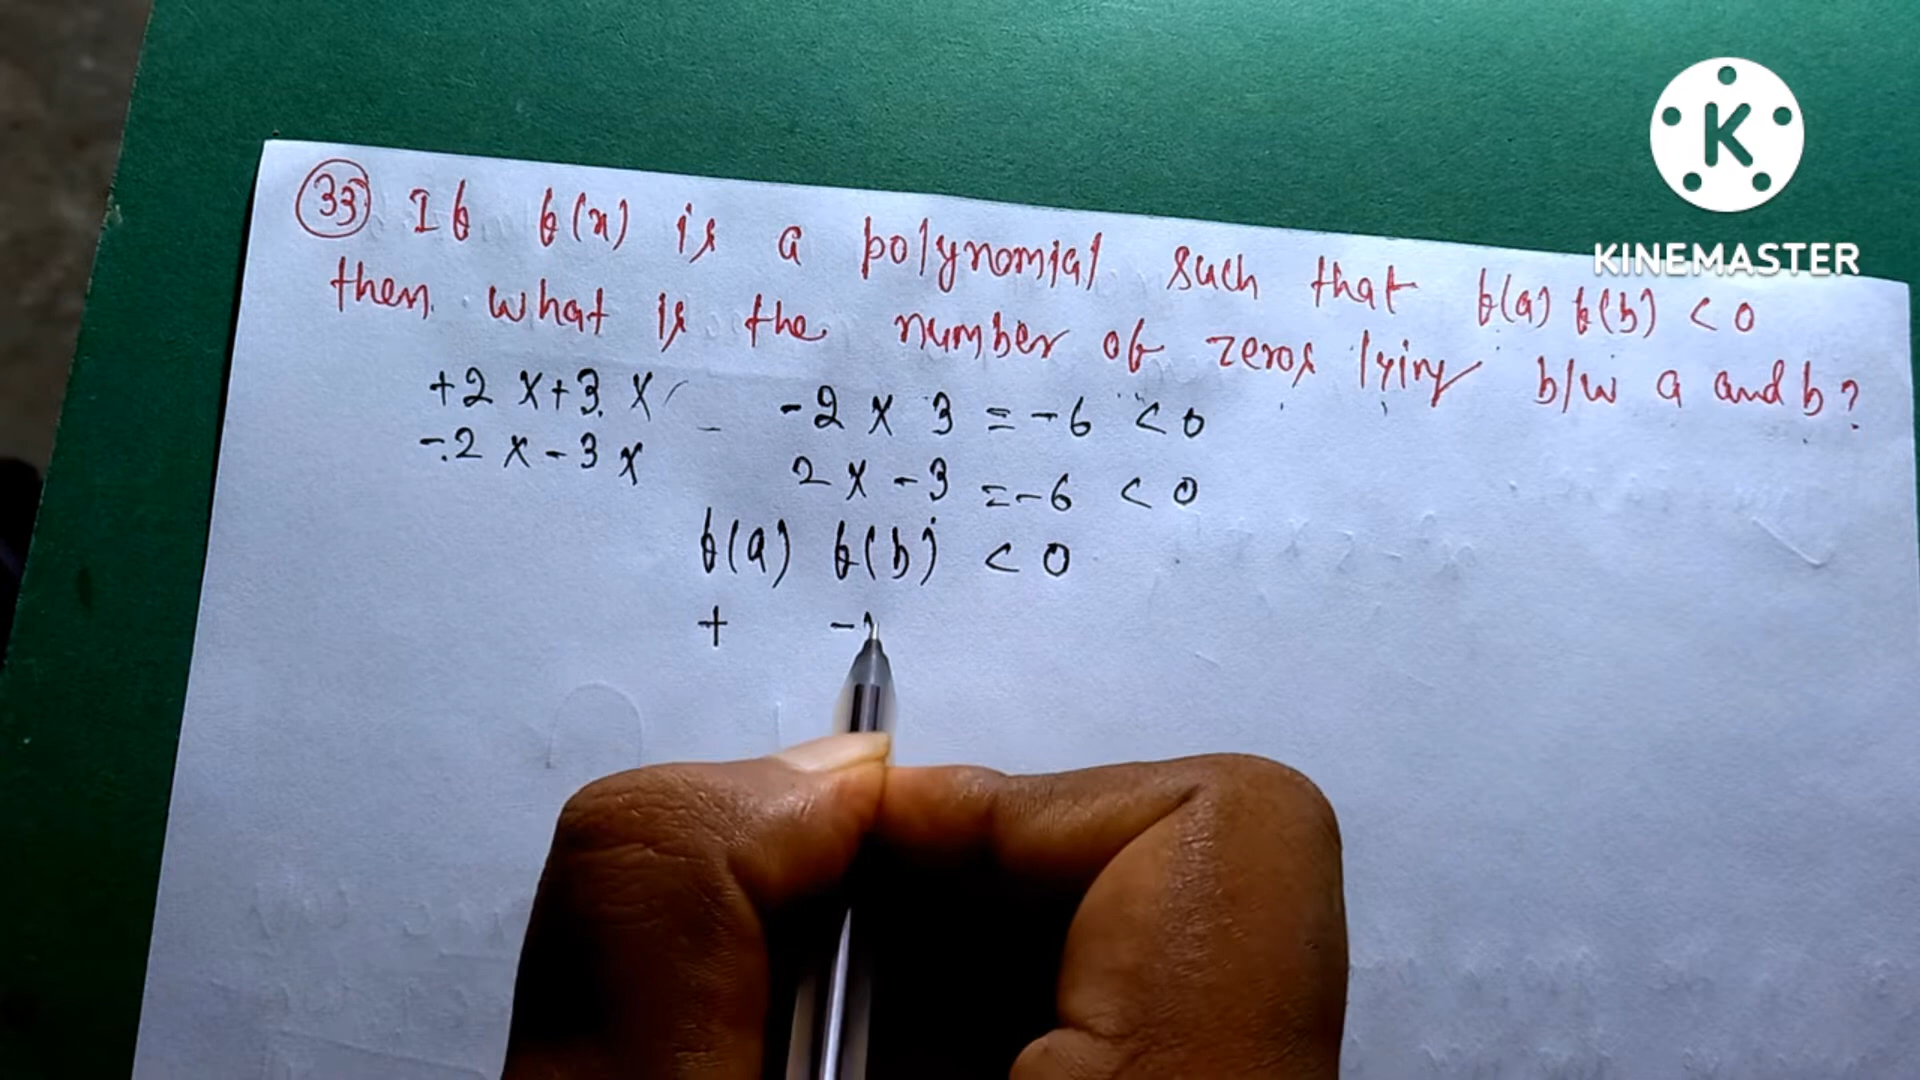 33 If f(x) is a polynomial such that f(a) f(b) < 0
then what is the number of zeros lying b/w a and b?
+2 x +3 x
-2 x 3 = -6 < 0
-2 x -3 x
2 x -3 = -6 < 0
f(a) f(b) < 0
+ -
K
KINEMASTER